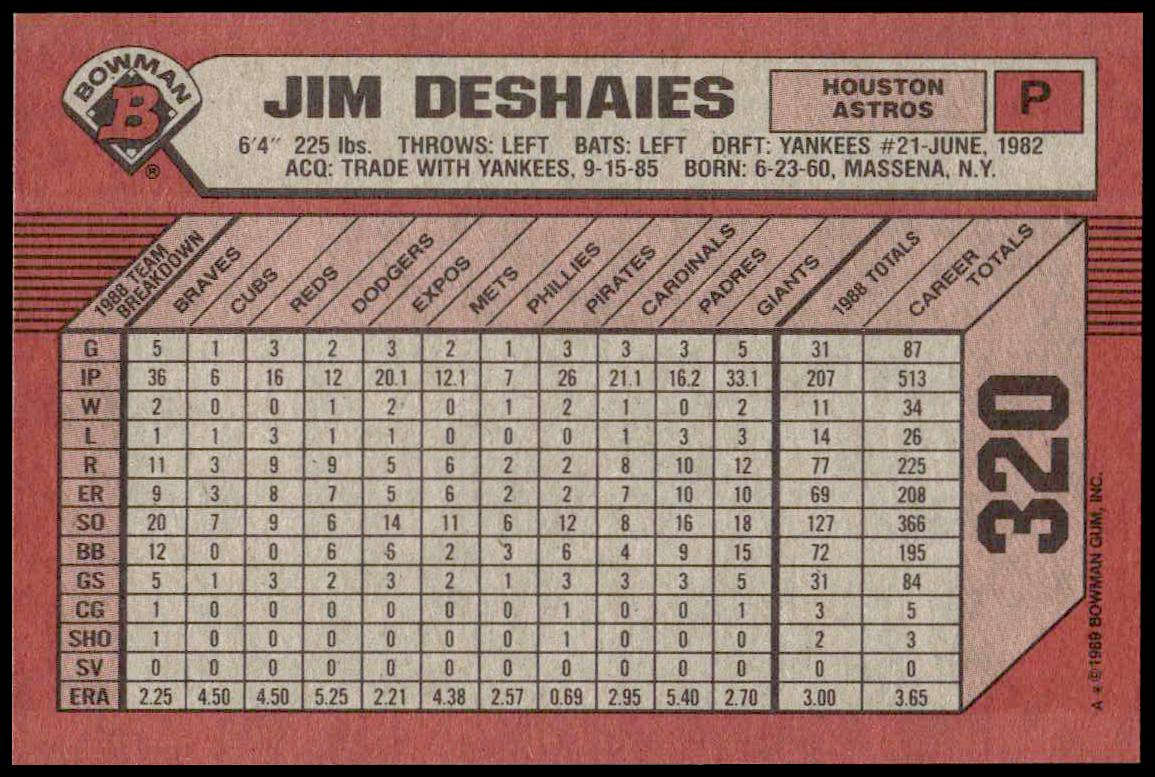 BOWMAN
B
®
JIM DESHAIES
HOUSTON
ASTROS
P
6'4" 225 lbs. THROWS: LEFT BATS: LEFT DRFT: YANKEES #21-JUNE, 1982
ACQ: TRADE WITH YANKEES, 9-15-85 BORN: 6-23-60, MASSENA, N.Y.
1988 TEAM BREAKDOWN BRAVES CUBS REDS DODGERS EXPOS METS PHILLIES PIRATES CARDINALS PADRES GIANTS 1988 TOTALS CAREER TOTALS
G 5 1 3 2 3 2 1 3 3 3 5 31 87
IP 36 6 16 12 20.1 12.1 7 26 21.1 16.2 33.1 207 513
W 2 0 0 1 2 0 1 2 1 0 2 11 34
L 1 1 3 1 1 0 0 0 1 3 3 14 26
R 11 3 9 9 5 6 2 2 8 10 12 77 225
ER 9 3 8 7 5 6 2 2 7 10 10 69 208
SO 20 7 9 6 14 11 6 12 8 16 18 127 366
BB 12 0 0 6 6 2 3 6 4 9 15 72 195
GS 5 1 3 2 3 2 1 3 3 3 5 31 84
CG 1 0 0 0 0 0 0 1 0 0 1 3 5
SHO 1 0 0 0 0 0 0 1 0 0 0 2 3
SV 0 0 0 0 0 0 0 0 0 0 0 0 0
ERA 2.25 4.50 4.50 5.25 2.21 4.38 2.57 0.69 2.95 5.40 2.70 3.00 3.65
320
A ** © 1989 BOWMAN GUM, INC.